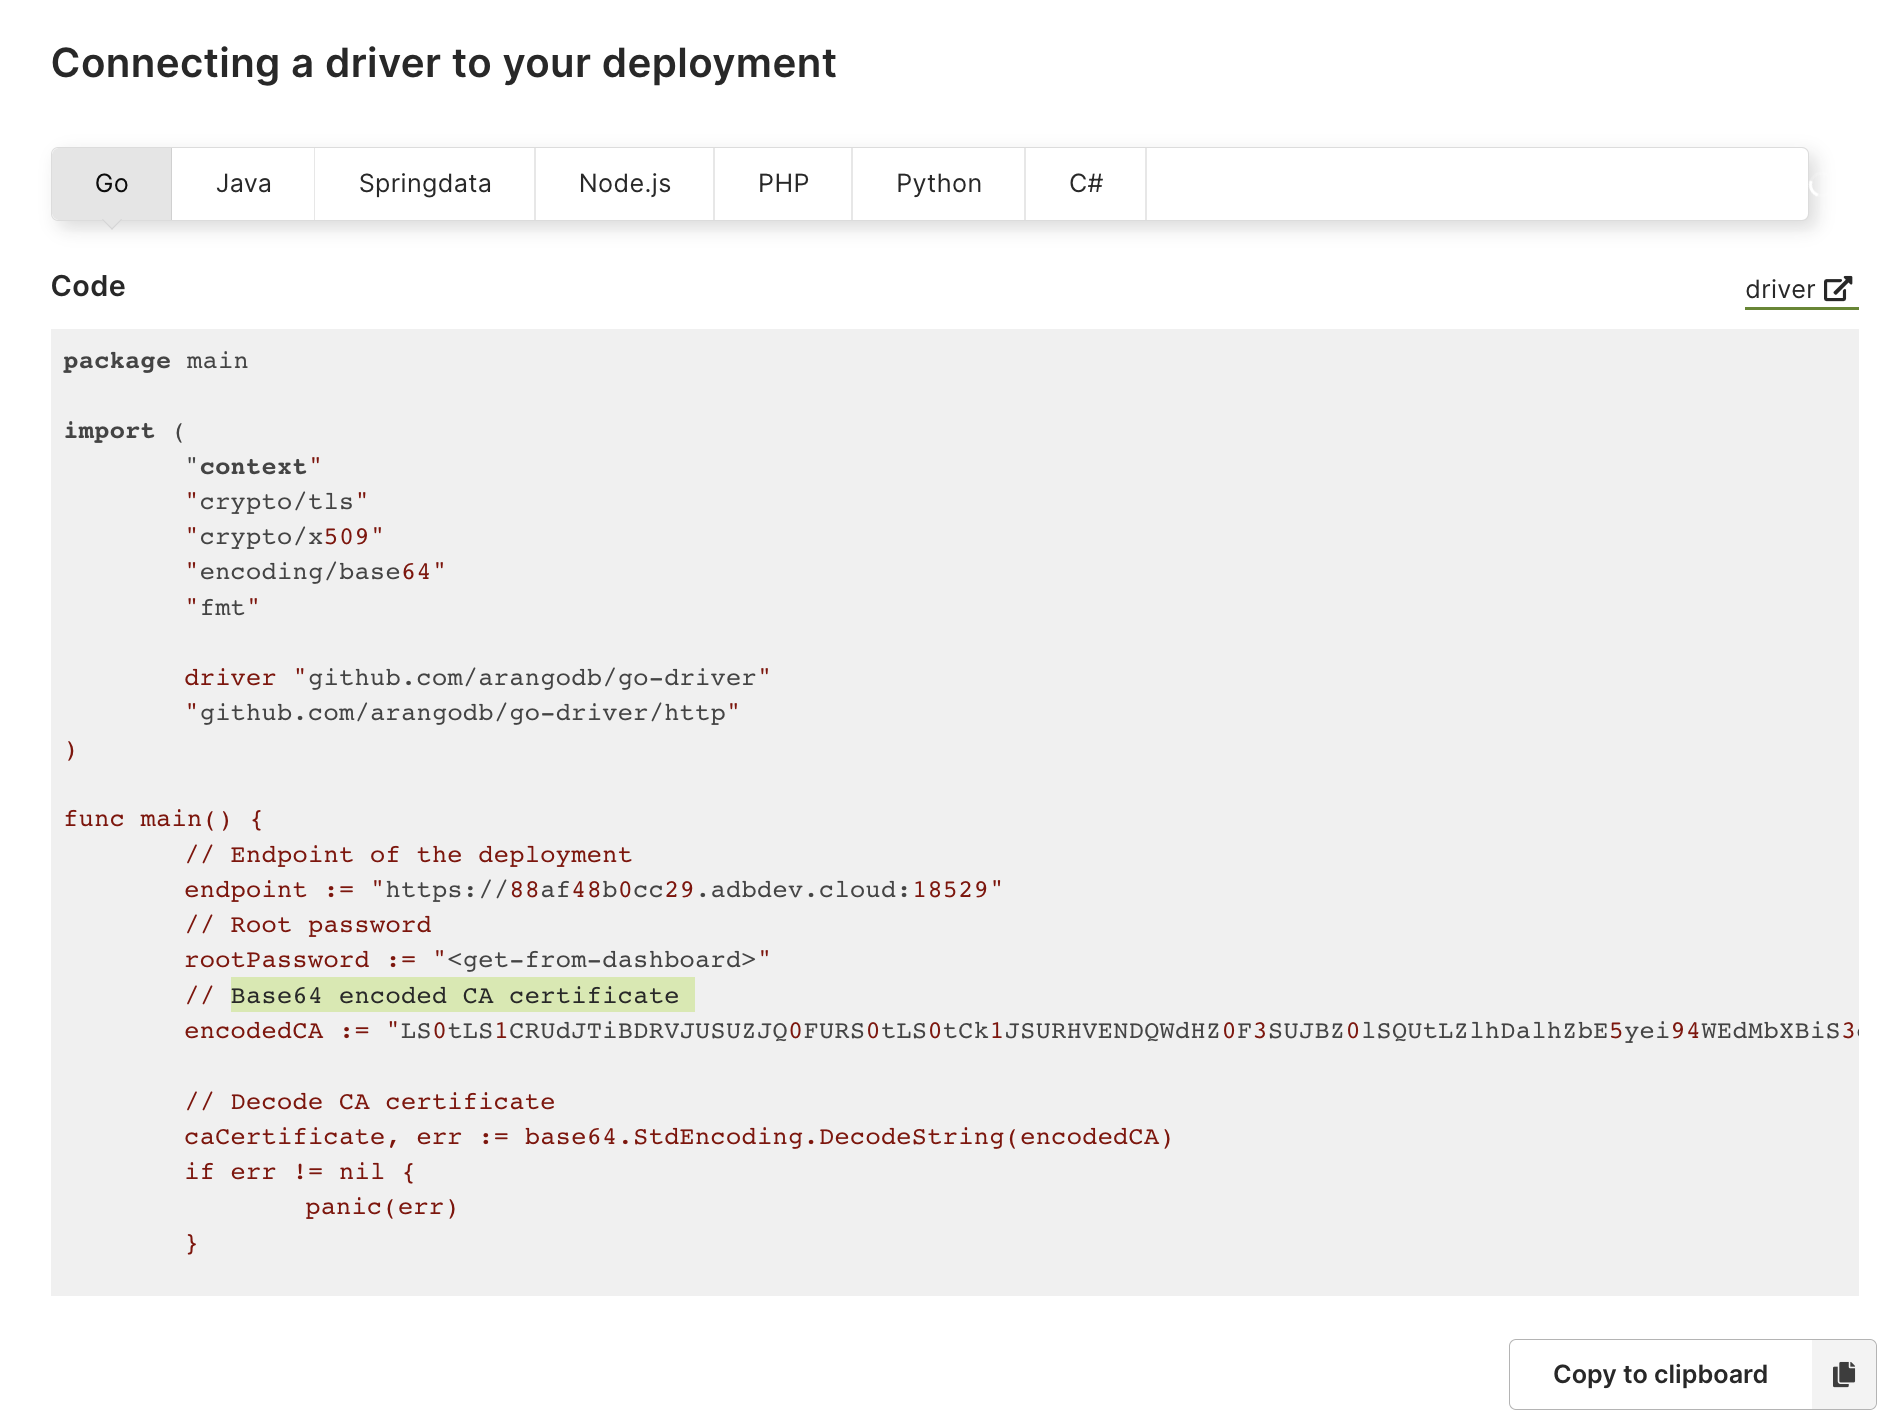 Connecting a driver to your deployment
Go Java Springdata Node.js PHP Python C#
Code driver
package main
import (
"context"
"crypto/tls"
"crypto/x509"
"encoding/base64"
"fmt"
driver "github.com/arangodb/go-driver"
"github.com/arangodb/go-driver/http"
)
func main() {
// Endpoint of the deployment
endpoint := "https://88af48b0cc29.adbdev.cloud:18529"
// Root password
rootPassword := "<get-from-dashboard>"
// Base64 encoded CA certificate
encodedCA := "LS0tLS1CRUdJTiBDRVJUSUZJQ0FURS0tLS0tCk1JSURHVENDQWdHZ0F3SUJBZ0lSQUtLZlhDalhZbE5yei94WEdMbXBiS3
// Decode CA certificate
caCertificate, err := base64.StdEncoding.DecodeString(encodedCA)
if err != nil {
panic(err)
}
Copy to clipboard